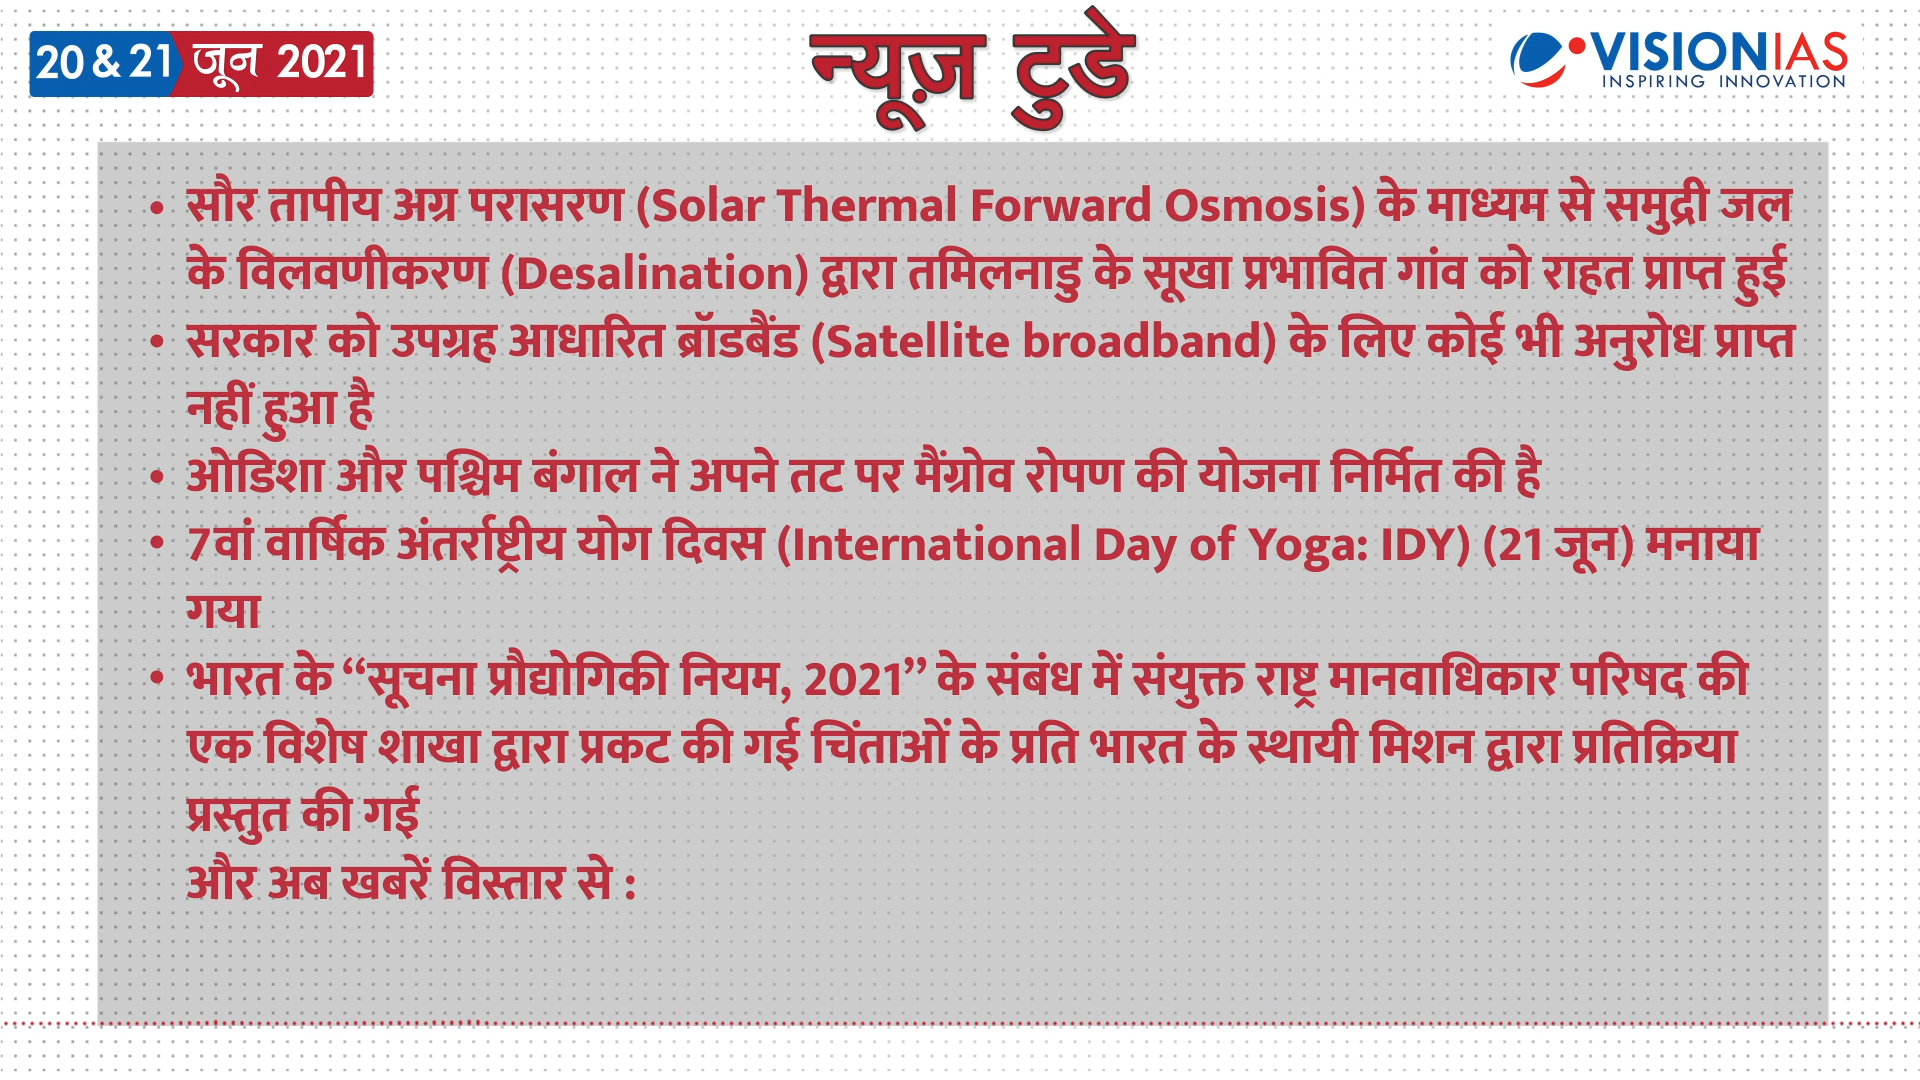 20 & 21 जून 2021
न्यूज़ टुडे
VISIONIAS
INSPIRING INNOVATION
• सौर तापीय अग्र परासरण (Solar Thermal Forward Osmosis) के माध्यम से समुद्री जल
के विलवणीकरण (Desalination) द्वारा तमिलनाडु के सूखा प्रभावित गांव को राहत प्राप्त हुई
• सरकार को उपग्रह आधारित ब्रॉडबैंड (Satellite broadband) के लिए कोई भी अनुरोध प्राप्त
नहीं हुआ है
• ओडिशा और पश्चिम बंगाल ने अपने तट पर मैंग्रोव रोपण की योजना निर्मित की है
• 7वां वार्षिक अंतर्राष्ट्रीय योग दिवस (International Day of Yoga: IDY) (21 जून) मनाया
गया
• भारत के “सूचना प्रौद्योगिकी नियम, 2021” के संबंध में संयुक्त राष्ट्र मानवाधिकार परिषद की
एक विशेष शाखा द्वारा प्रकट की गई चिंताओं के प्रति भारत के स्थायी मिशन द्वारा प्रतिक्रिया
प्रस्तुत की गई
और अब खबरें विस्तार से :